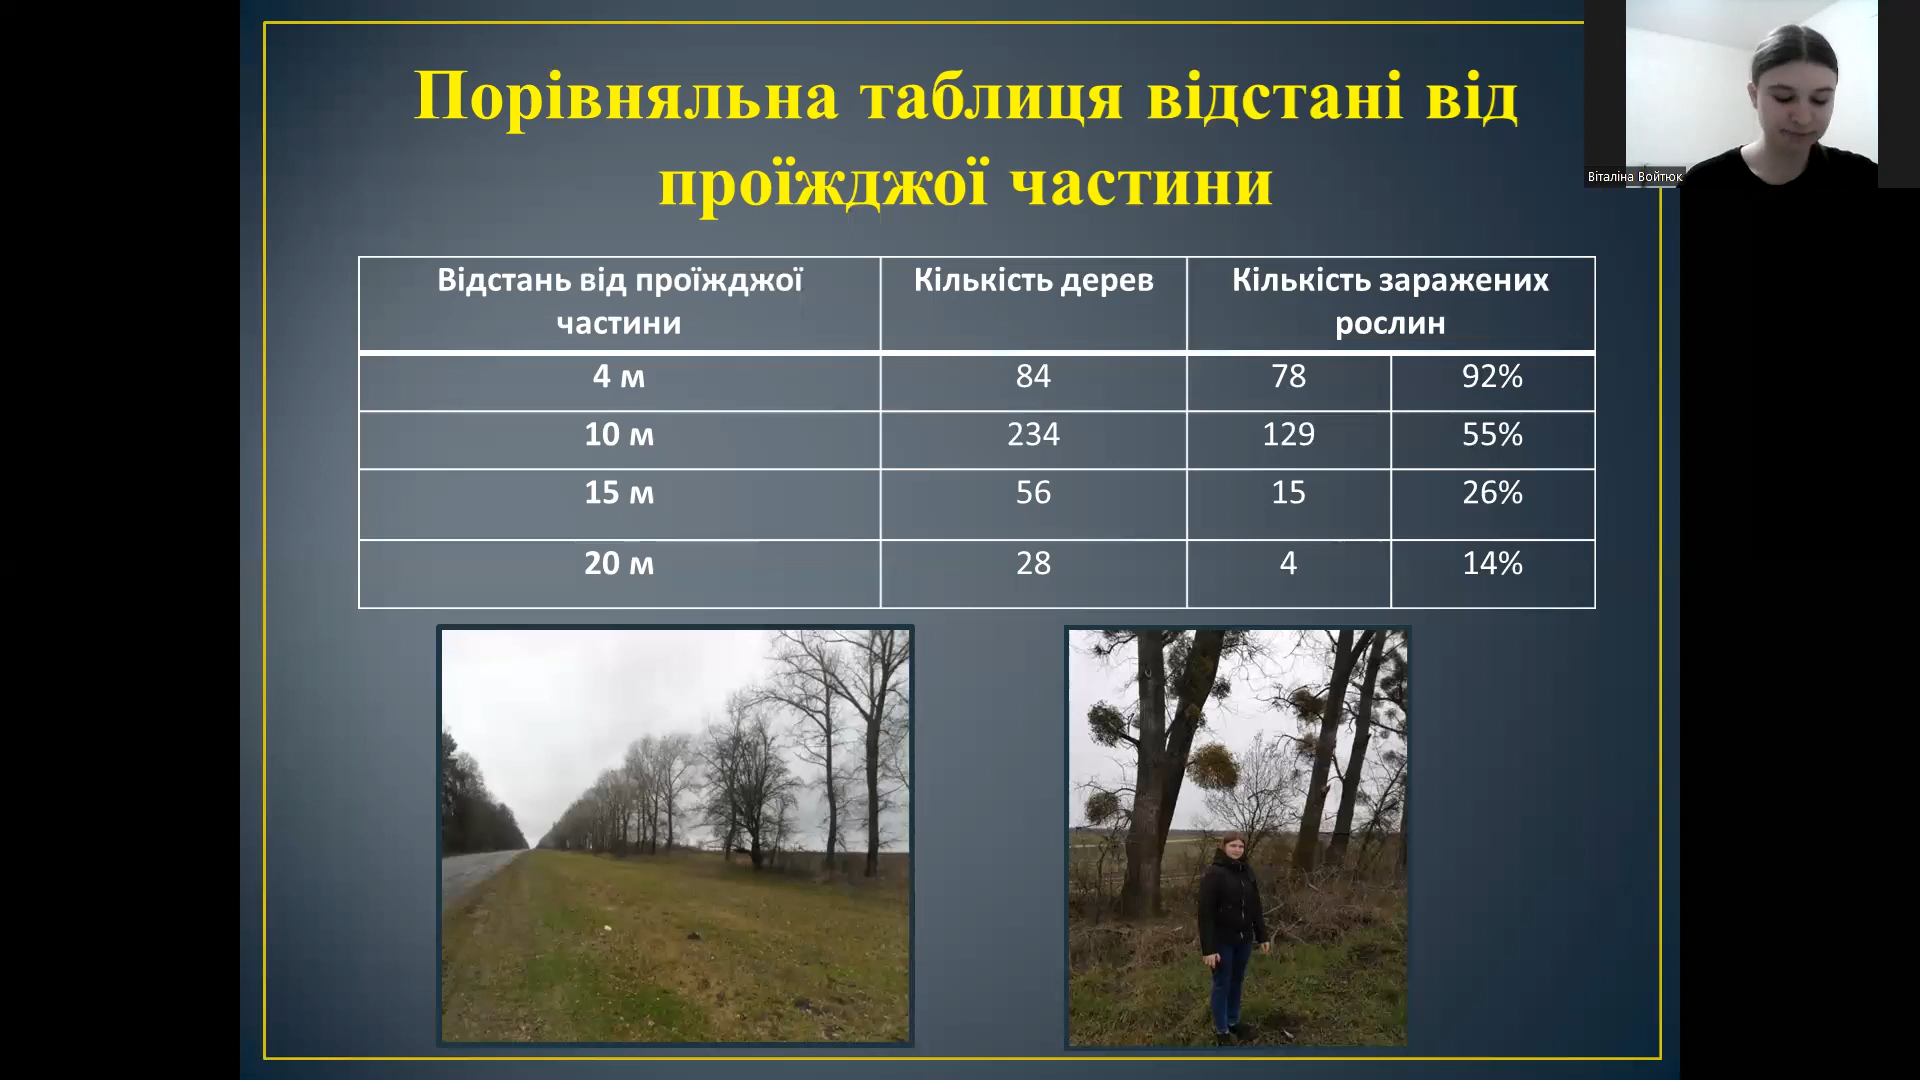 Порівняльна таблиця відстані від
проїжджої частини
Віталіна Войтюк
Відстань від проїжджої
частини
Кількість дерев
Кількість заражених
рослин
4 м 84 78 92%
10 м 234 129 55%
15 м 56 15 26%
20 м 28 4 14%